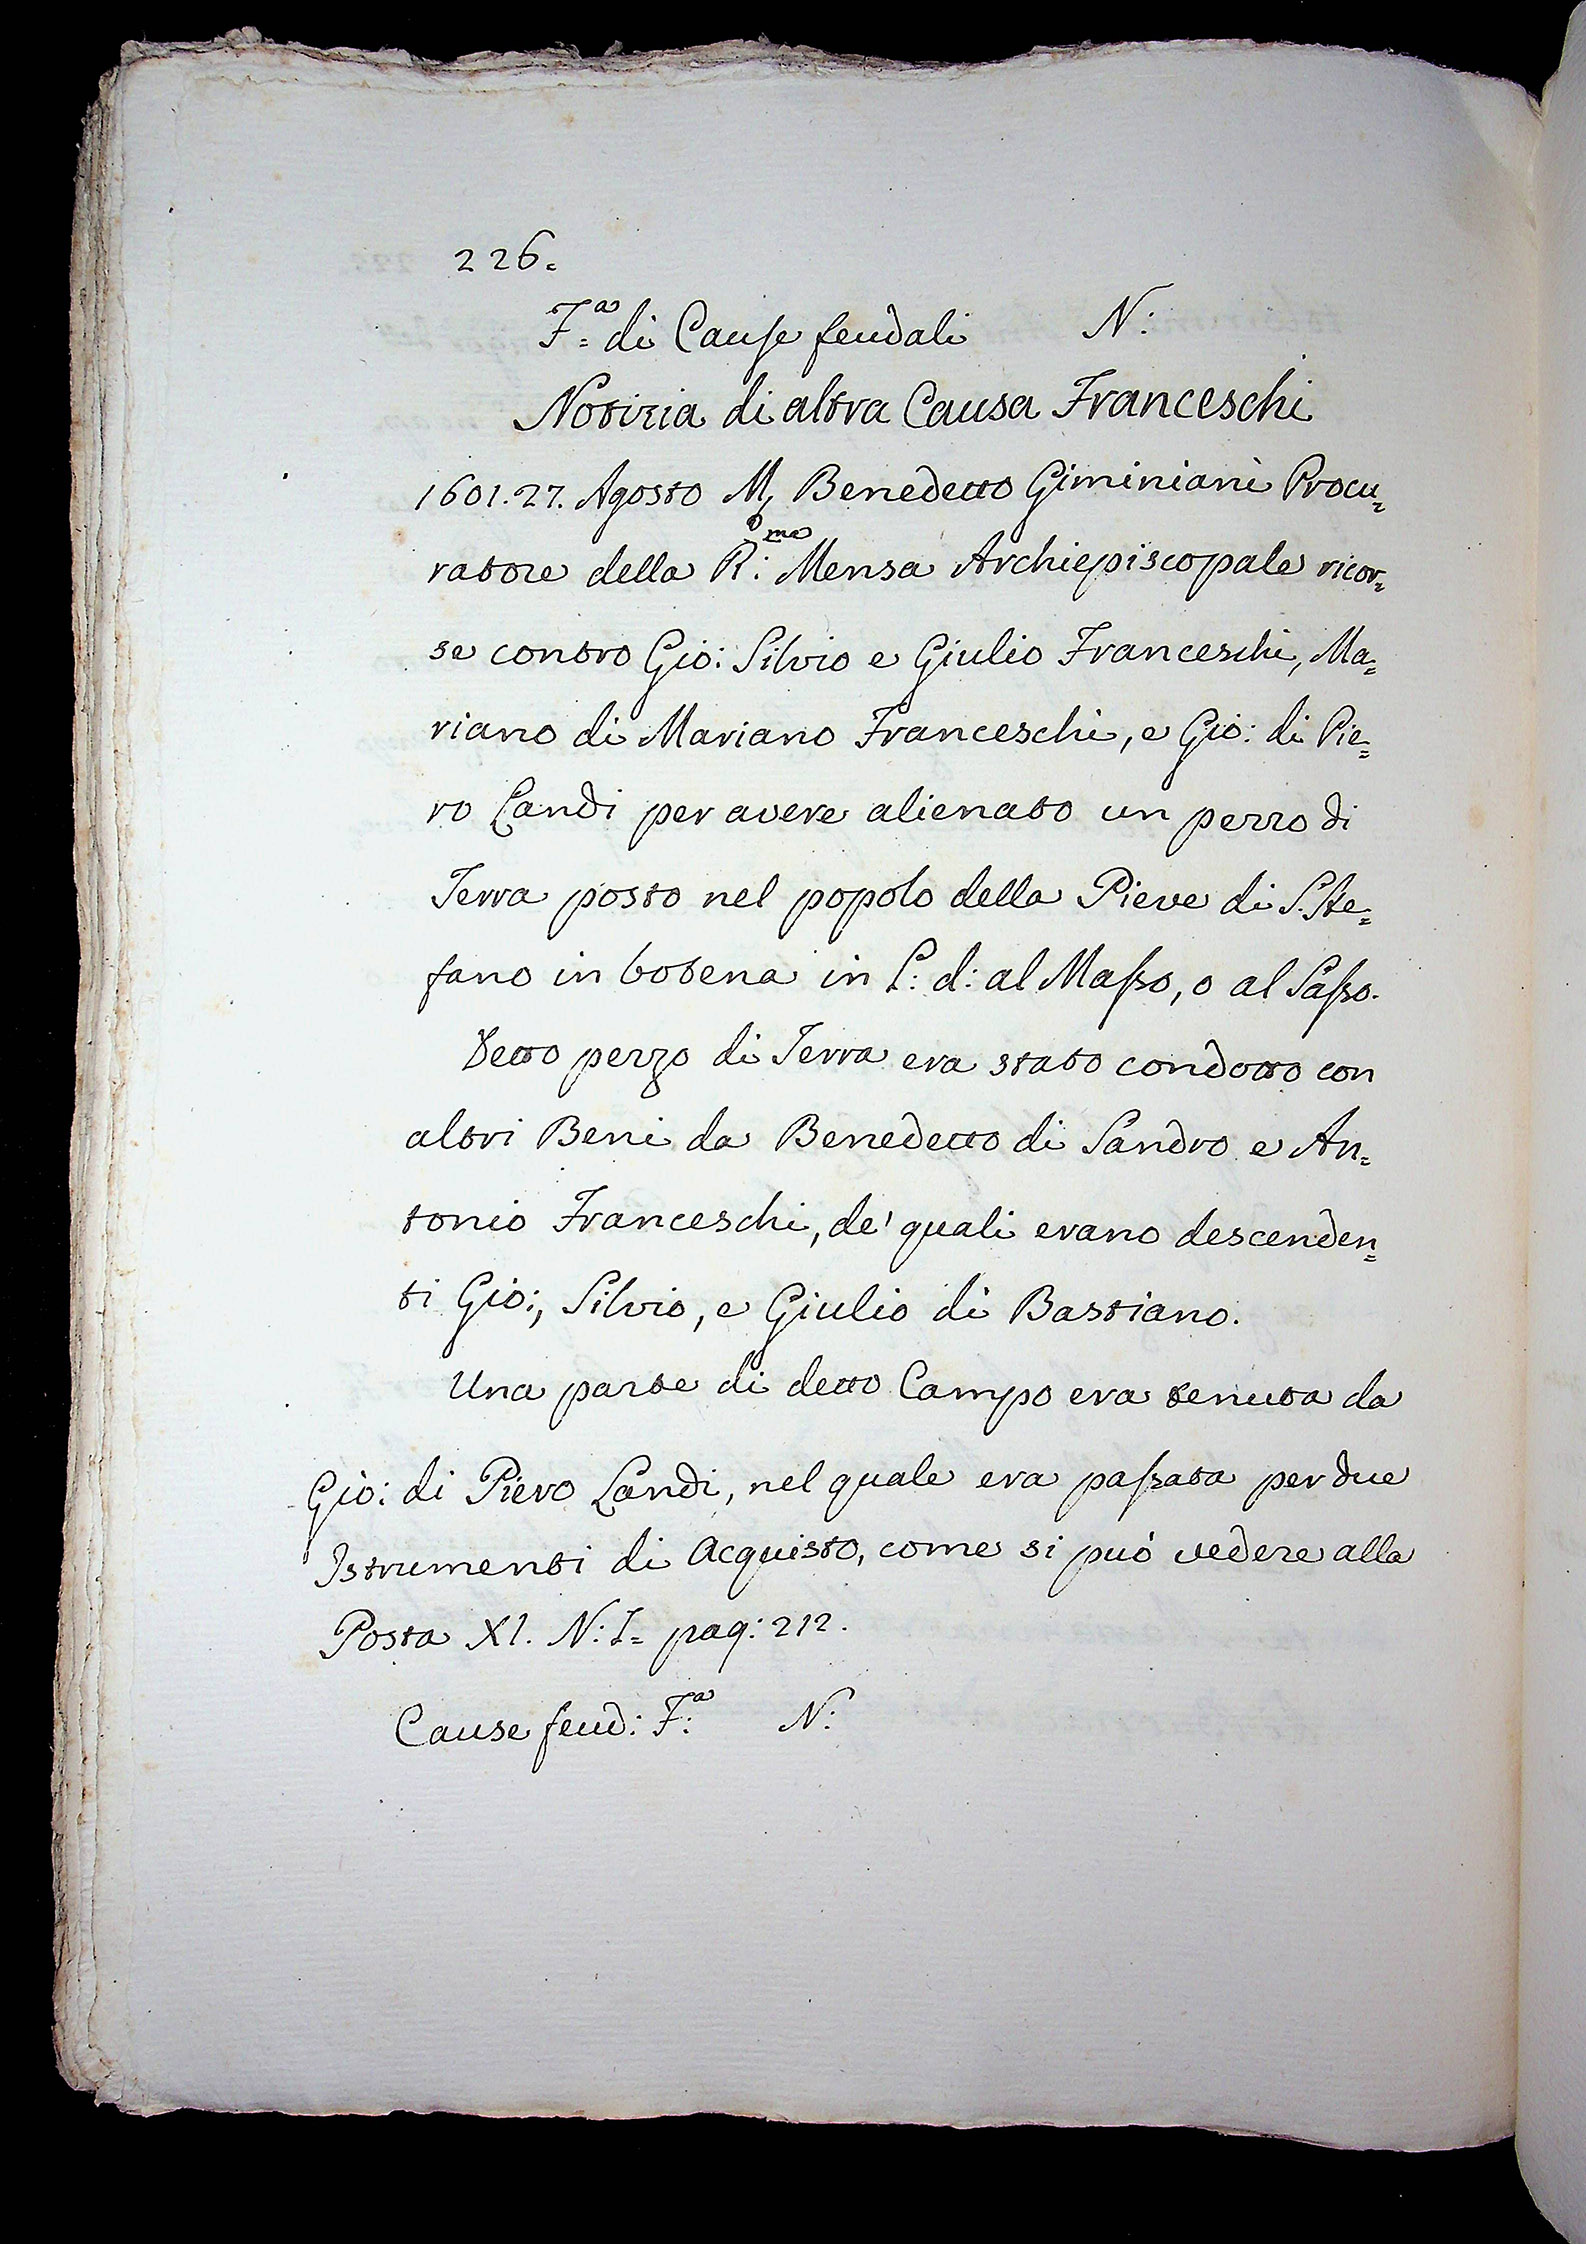 226.
F.ª di Cause feudali N:
Notizia di altra Causa Franceschi
1601. 27. Agosto M. Benedetto Giminiani Procu=
ratore della R:ma Mensa Archiepiscopale ricor=
se contro Gio: Silvio e Giulio Franceschi, Ma=
riano di Mariano Franceschi, e Gio: di Pie=
ro Landi per avere alienato un pezzo di
Terra posto nel popolo della Pieve di S. Ste=
fano in botena in L: d: al Masso, o al Sasso.
Detto pezzo di Terra era stato condotto con
altri Beni da Benedetto di Sandro e An=
tonio Franceschi, de' quali erano descenden=
ti Gio:, Silvio, e Giulio di Bastiano.
Una parte di detto Campo era tenuta da
Gio: di Piero Landi, nel quale era passata per due
Istrumenti di Acquisto, come si può vedere alla
Posta XI. N: I= pag: 212.
Cause feud: F:ª N: